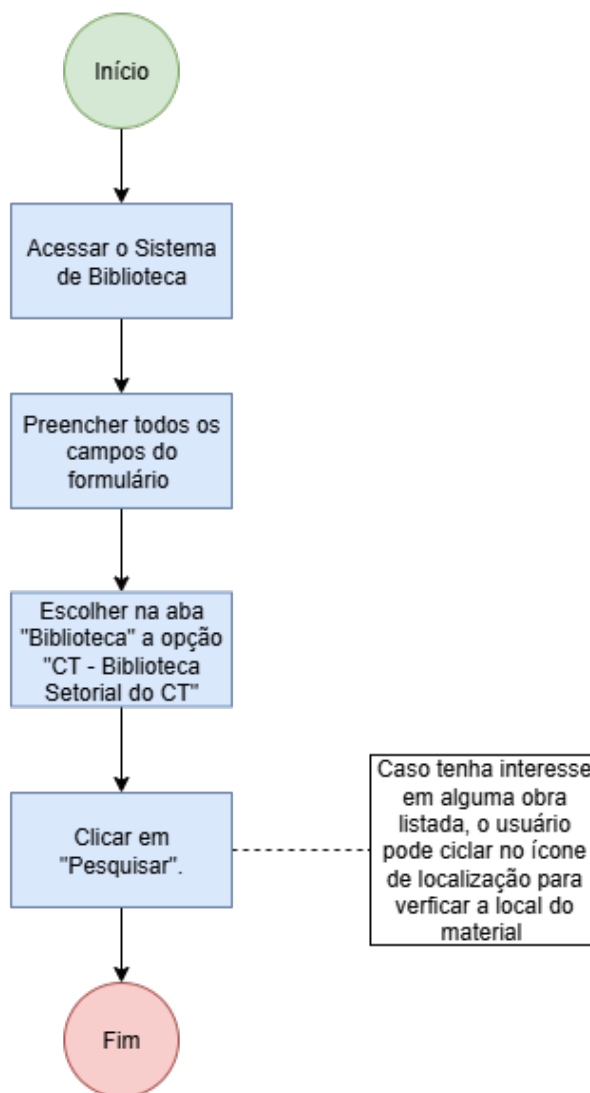 Início
Acessar o Sistema
de Biblioteca
Preencher todos os
campos do
formulário
Escolher na aba
"Biblioteca" a opção
"CT - Biblioteca
Setorial do CT"
Clicar em
"Pesquisar".
Caso tenha interesse
em alguma obra
listada, o usuário
pode ciclar no ícone
de localização para
verficar a local do
material
Fim